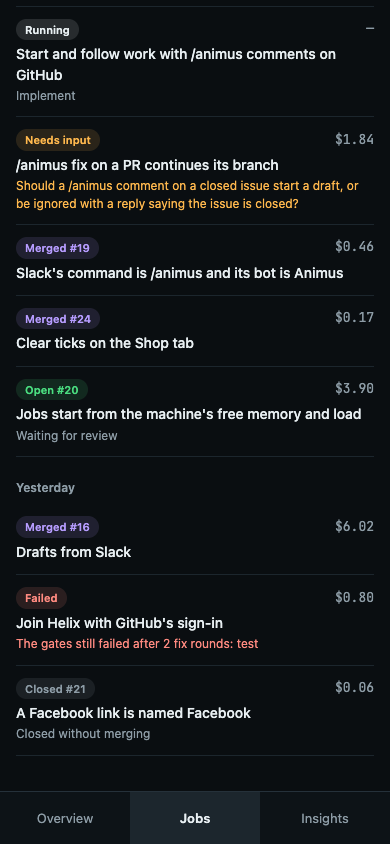 Running —
Start and follow work with /animus comments on
GitHub
Implement
Needs input $1.84
/animus fix on a PR continues its branch
Should a /animus comment on a closed issue start a draft, or
be ignored with a reply saying the issue is closed?
Merged #19 $0.46
Slack's command is /animus and its bot is Animus
Merged #24 $0.17
Clear ticks on the Shop tab
Open #20 $3.90
Jobs start from the machine's free memory and load
Waiting for review
Yesterday
Merged #16 $6.02
Drafts from Slack
Failed $0.80
Join Helix with GitHub's sign-in
The gates still failed after 2 fix rounds: test
Closed #21 $0.06
A Facebook link is named Facebook
Closed without merging
Overview Jobs Insights